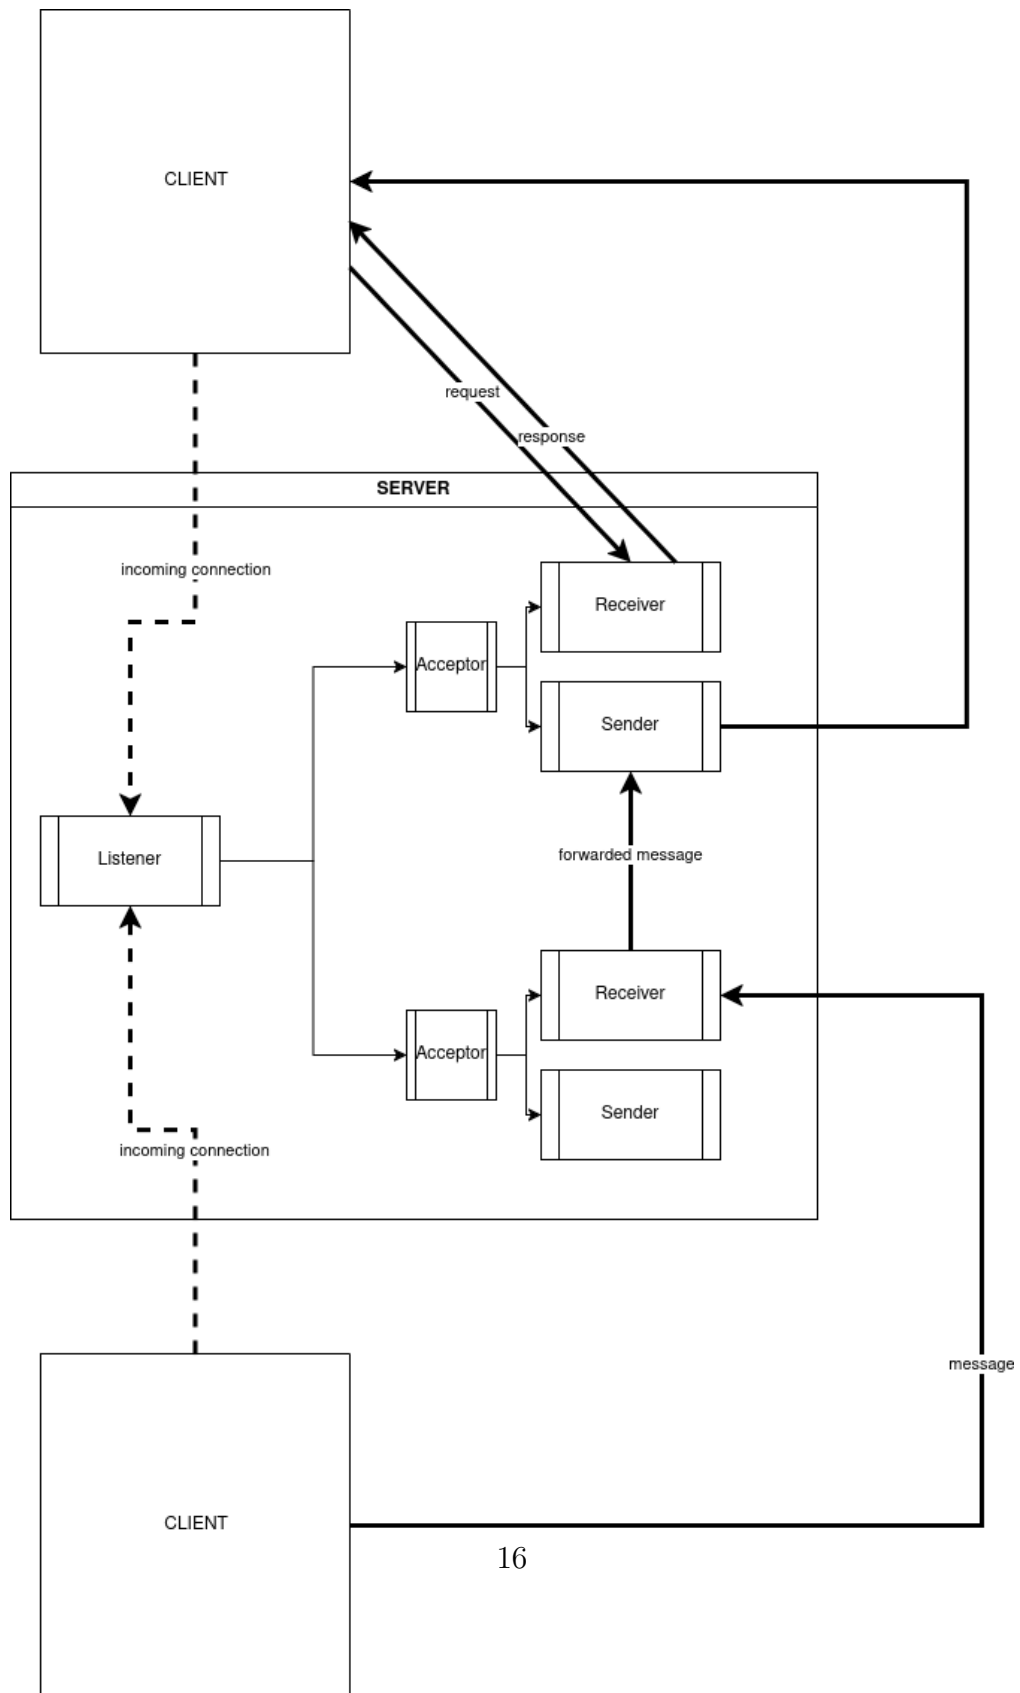 CLIENT
request
response
SERVER
incoming connection
Receiver
Acceptor
Sender
forwarded message
Listener
Receiver
Acceptor
Sender
incoming connection
message
CLIENT
16